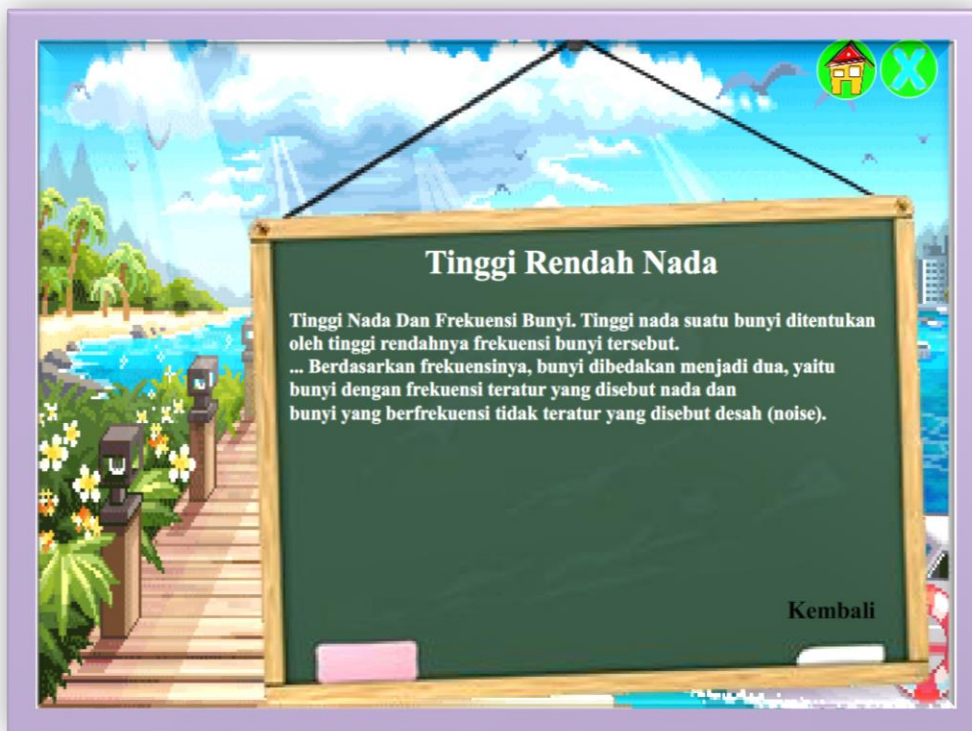 Tinggi Rendah Nada
Tinggi Nada Dan Frekuensi Bunyi. Tinggi nada suatu bunyi ditentukan
oleh tinggi rendahnya frekuensi bunyi tersebut.
... Berdasarkan frekuensinya, bunyi dibedakan menjadi dua, yaitu
bunyi dengan frekuensi teratur yang disebut nada dan
bunyi yang berfrekuensi tidak teratur yang disebut desah (noise).
Kembali